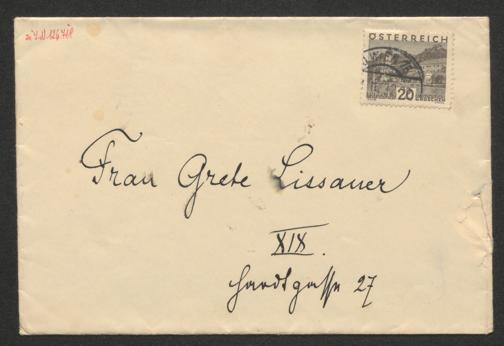 ÖSTERREICH
20
Frau Grete Lissauer
XIX.
Hardtgasse 27